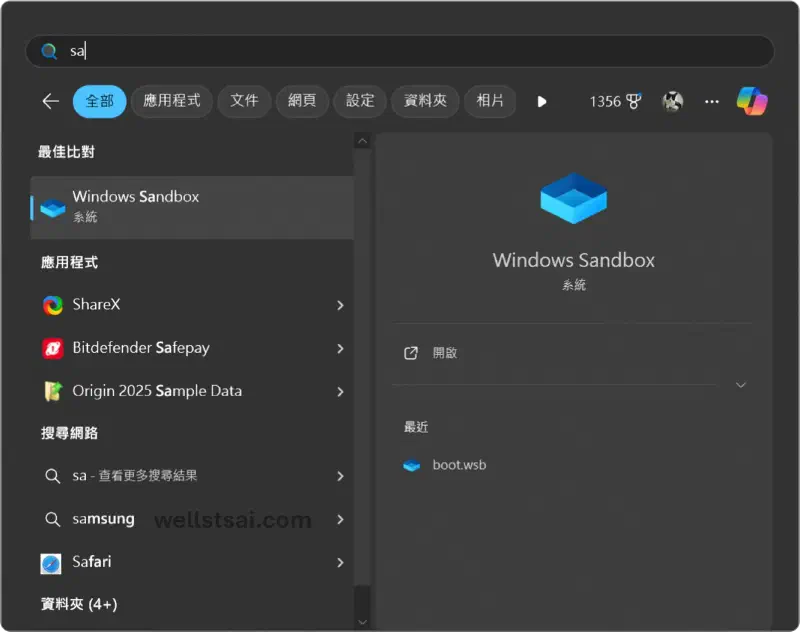 sa
全部 應用程式 文件 網頁 設定 資料夾 相片 1356
最佳比對
Windows Sandbox
系統
應用程式
ShareX
Bitdefender Safepay
Origin 2025 Sample Data
搜尋網路
sa - 查看更多搜尋結果
samsung
wellstsai.com
Safari
資料夾 (4+)
Windows Sandbox
系統
開啟
最近
boot.wsb